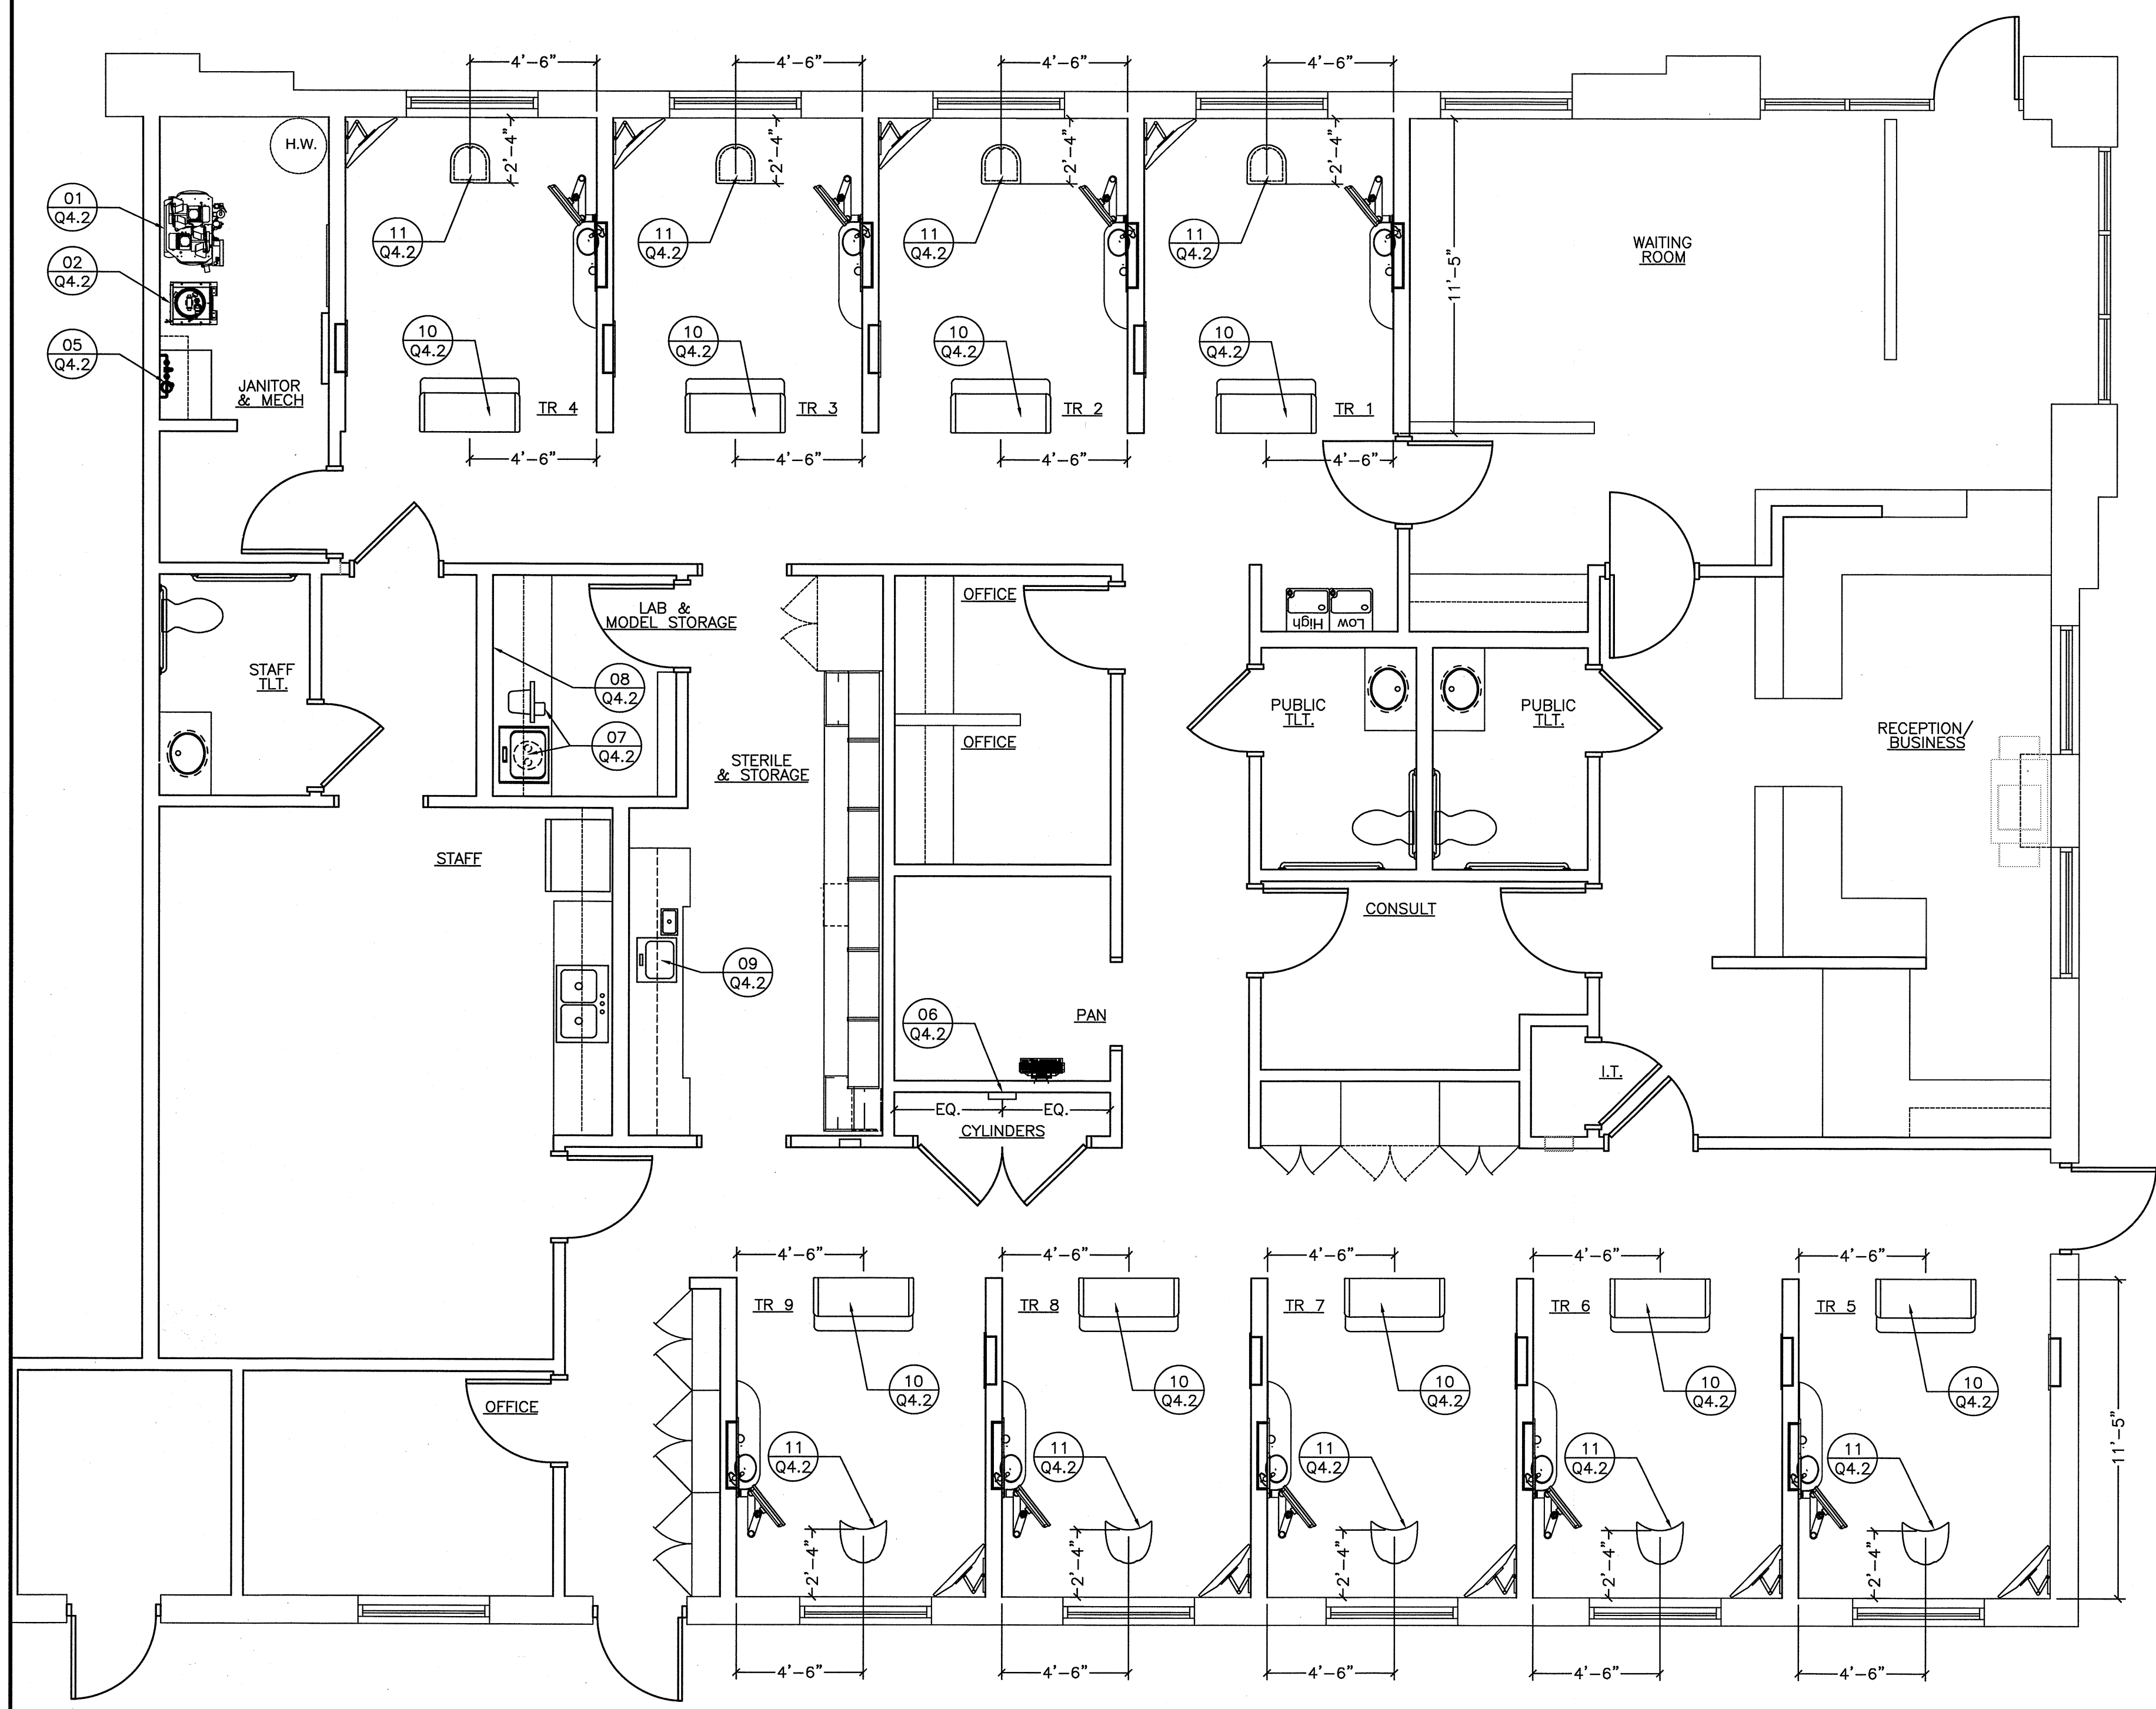 4'-6" 4'-6" 4'-6" 4'-6"
H.W.
2'-4" 2'-4" 2'-4" 2'-4"
01
Q4.2
11
Q4.2
11
Q4.2
11
Q4.2
11
Q4.2
WAITING
ROOM
02
Q4.2
11'-5"
05
Q4.2
10
Q4.2
10
Q4.2
10
Q4.2
10
Q4.2
JANITOR
& MECH
TR 4
TR 3
TR 2
TR 1
4'-6" 4'-6" 4'-6" 4'-6"
LAB &
MODEL STORAGE
OFFICE
High
Low
STAFF
TLT.
08
Q4.2
PUBLIC
TLT.
PUBLIC
TLT.
07
Q4.2
OFFICE
RECEPTION/
BUSINESS
STERILE
& STORAGE
STAFF
CONSULT
09
Q4.2
06
Q4.2
PAN
I.T.
EQ. EQ.
CYLINDERS
4'-6" 4'-6" 4'-6" 4'-6" 4'-6"
TR 9
TR 8
TR 7
TR 6
TR 5
10
Q4.2
10
Q4.2
10
Q4.2
10
Q4.2
10
Q4.2
OFFICE
11'-5"
11
Q4.2
11
Q4.2
11
Q4.2
11
Q4.2
11
Q4.2
2'-4" 2'-4" 2'-4" 2'-4" 2'-4"
4'-6" 4'-6" 4'-6" 4'-6" 4'-6"